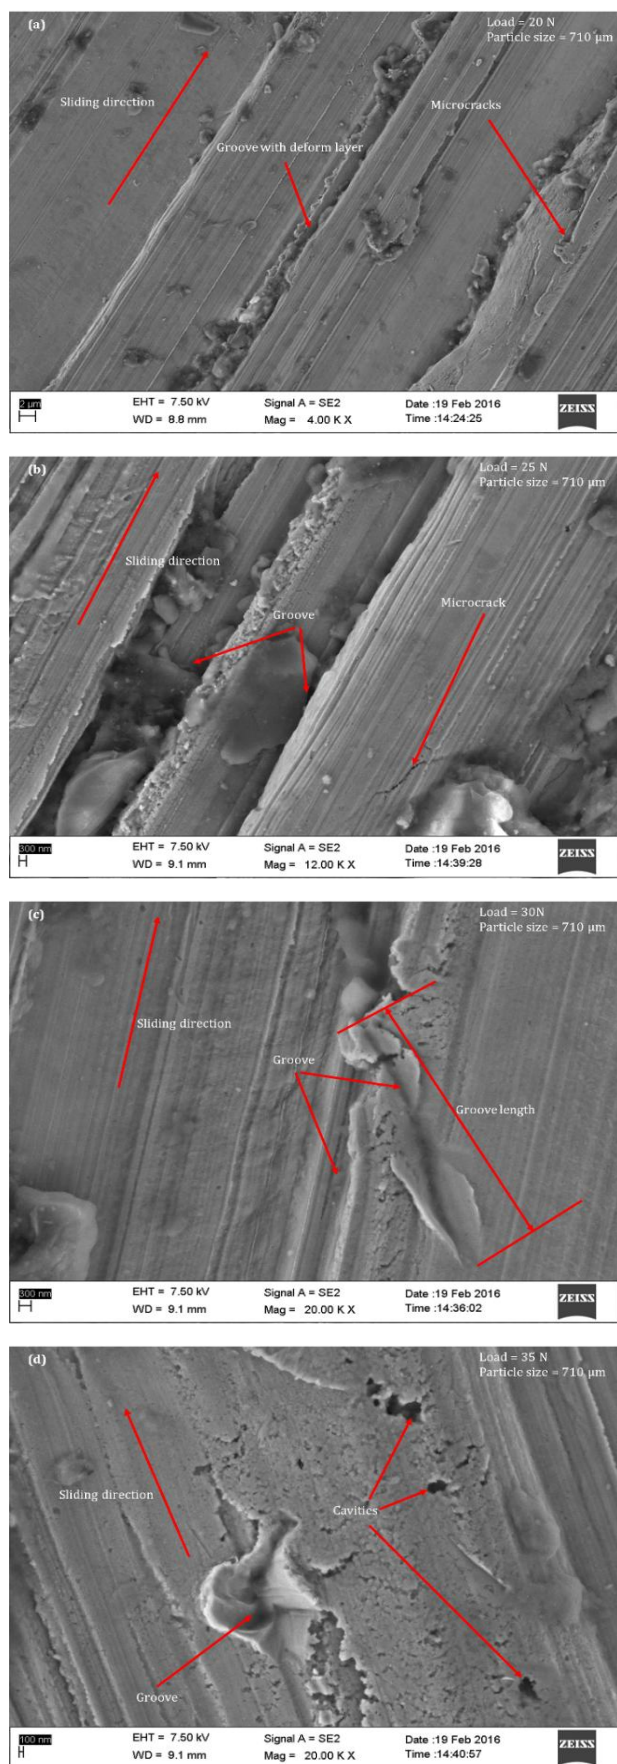 (a)
Load = 20 N
Particle size = 710 µm
Sliding direction
Microcracks
Groove with deform layer
2 µm
EHT = 7.50 kV
Signal A = SE2
Date :19 Feb 2016
WD = 8.8 mm
Mag = 4.00 K X
Time :14:24:25
ZEISS
(b)
Load = 25 N
Particle size = 710 µm
Sliding direction
Groove
Microcrack
300 nm
EHT = 7.50 kV
Signal A = SE2
Date :19 Feb 2016
WD = 9.1 mm
Mag = 12.00 K X
Time :14:39:28
ZEISS
(c)
Load = 30N
Particle size = 710 µm
Sliding direction
Groove
Groove length
300 nm
EHT = 7.50 kV
Signal A = SE2
Date :19 Feb 2016
WD = 9.1 mm
Mag = 20.00 K X
Time :14:36:02
ZEISS
(d)
Load = 35 N
Particle size = 710 µm
Sliding direction
Cavities
Groove
100 nm
EHT = 7.50 kV
Signal A = SE2
Date :19 Feb 2016
WD = 9.1 mm
Mag = 20.00 K X
Time :14:40:57
ZEISS